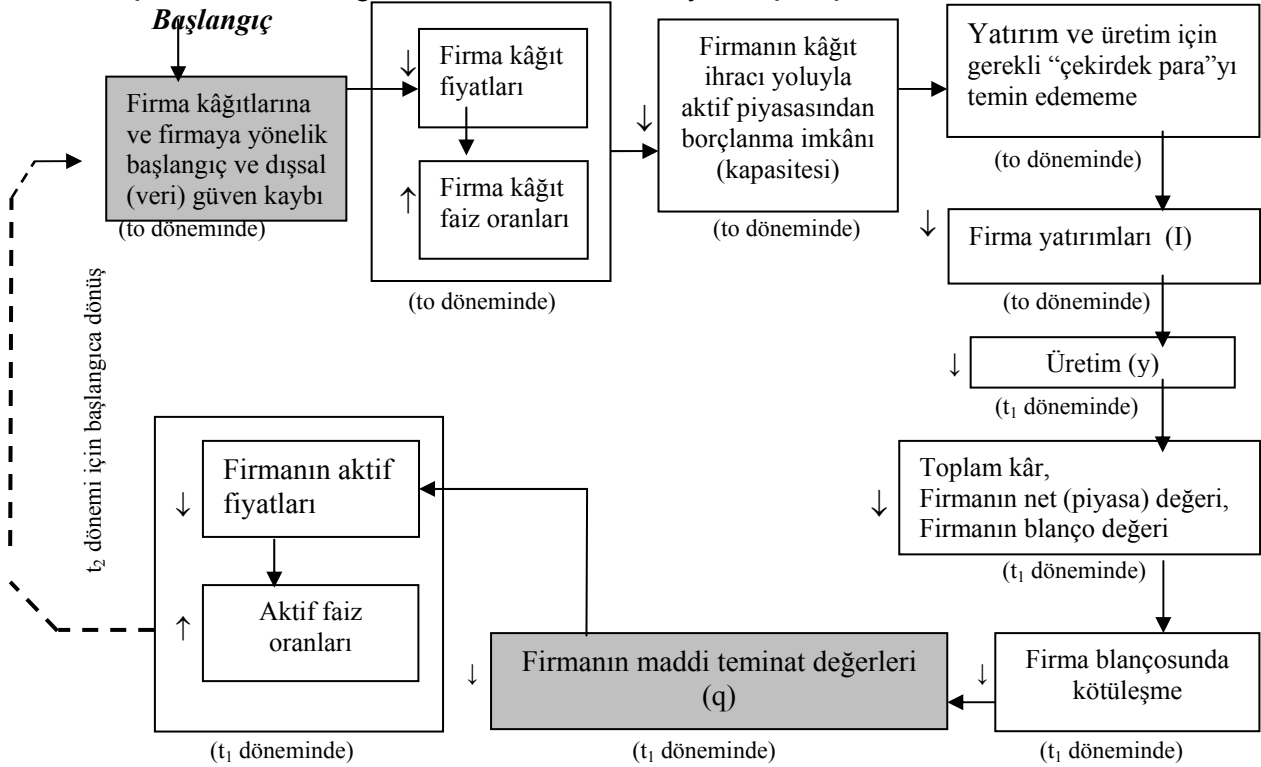 Başlangıç
Firma kâğıtlarına
ve firmaya yönelik
başlangıç ve dışsal
(veri) güven kaybı
(to döneminde)
↓
Firma kâğıt
fiyatları
↑
Firma kâğıt
faiz oranları
(to döneminde)
↓
Firmanın kâğıt
ihracı yoluyla
aktif piyasasından
borçlanma imkânı
(kapasitesi)
(to döneminde)
Yatırım ve üretim için
gerekli “çekirdek para”yı
temin edememe
(to döneminde)
↓
Firma yatırımları (I)
(to döneminde)
↓
Üretim (y)
(t₁ döneminde)
↓
Toplam kâr,
Firmanın net (piyasa) değeri,
Firmanın blanço değeri
(t₁ döneminde)
↓
Firma blançosunda
kötüleşme
(t₁ döneminde)
↓
Firmanın maddi teminat değerleri
(q)
(t₁ döneminde)
↓
Firmanın aktif
fiyatları
↑
Aktif faiz
oranları
(t₁ döneminde)
t₂ dönemi için başlangıca dönüş